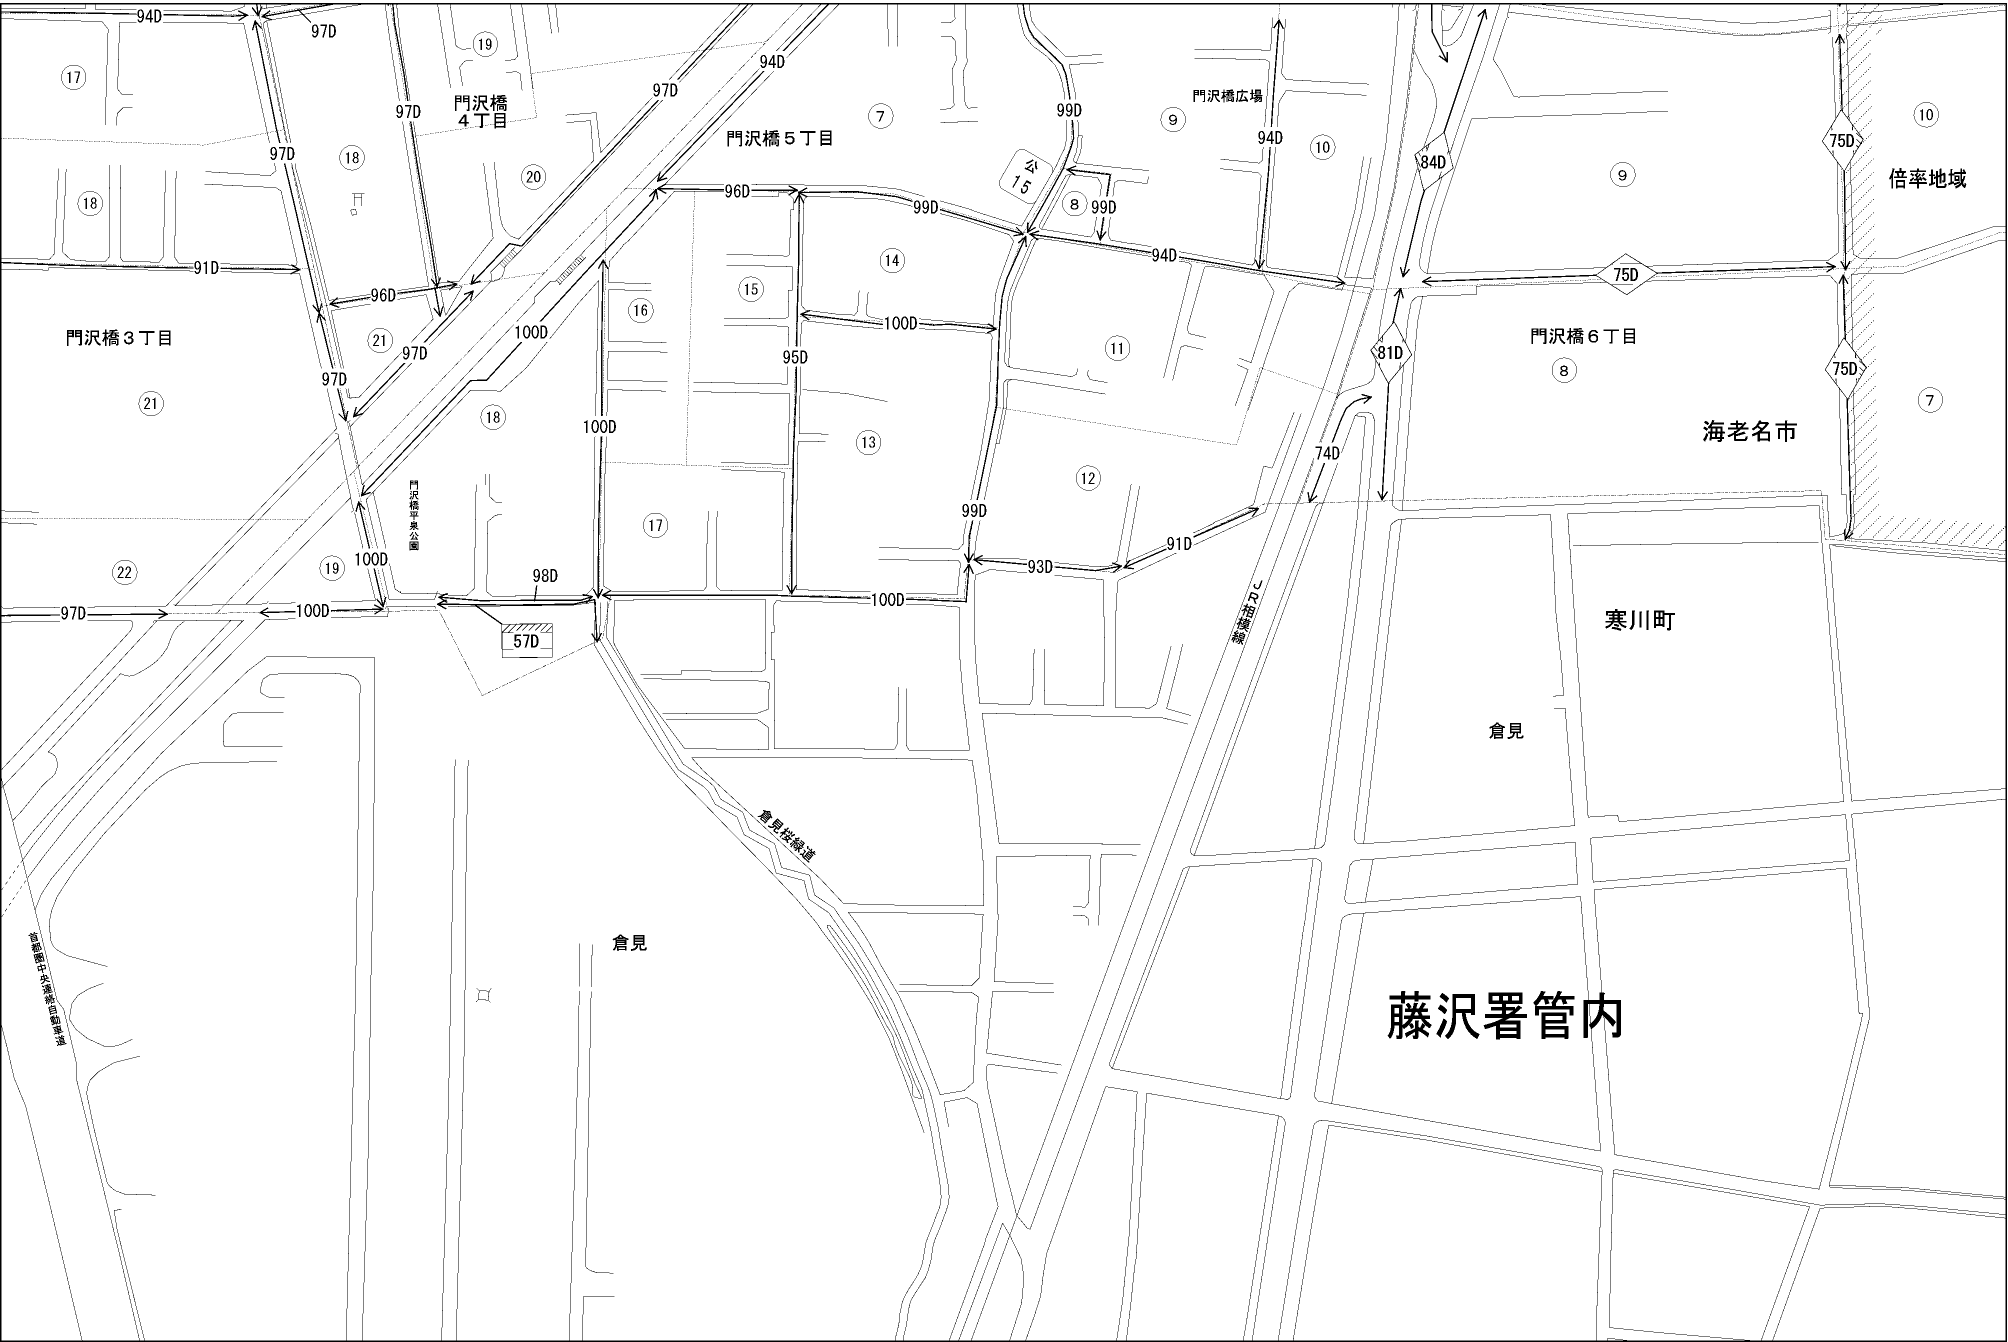 94D
97D
19
94D
17
門沢橋
4丁目
97D
97D
99D
門沢橋広場
9
10
75D
10
97D
18
門沢橋5丁目
7
94D
84D
20
公
15
9
倍率地域
18
96D
99D
8
99D
91D
14
94D
75D
96D
15
16
100D
100D
門沢橋3丁目
21
97D
95D
11
81D
門沢橋6丁目
8
75D
97D
21
18
100D
13
7
海老名市
74D
12
門沢橋平泉公園
17
99D
91D
22
19
100D
98D
93D
97D
100D
100D
57D
JR相模線
寒川町
倉見
倉見桜緑道
倉見
首都圏中央連絡自動車道
藤沢署管内